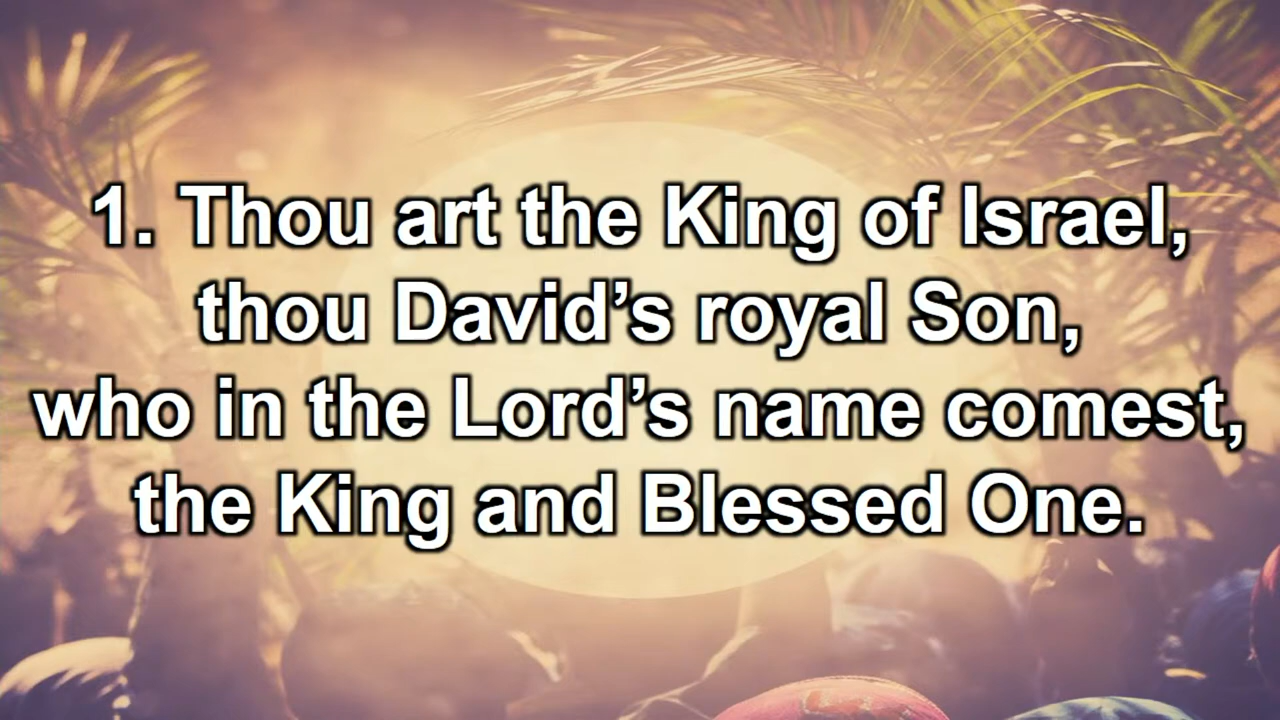 1. Thou art the King of Israel,
thou David’s royal Son,
who in the Lord’s name comest,
the King and Blessed One.